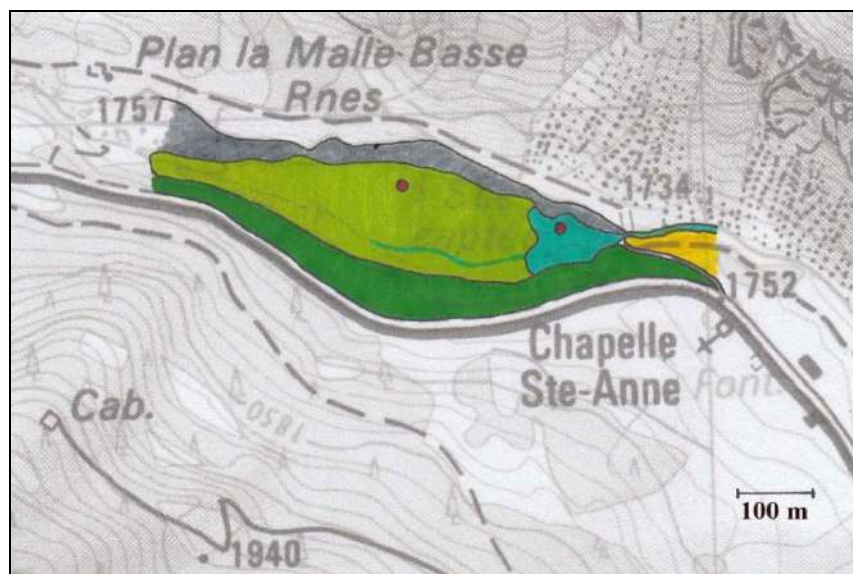 Plan la Malle-Basse
Rnes
1757
1734
1752
Chapelle
Ste-Anne
Font.
Cab.
1850
1940
100 m